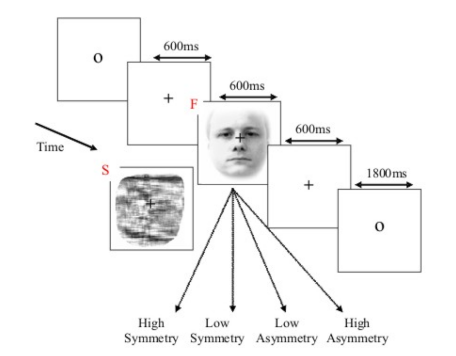 o
600ms
+
F
600ms
+
600ms
Time
S
+
+
1800ms
o
High Symmetry
Low Symmetry
Low Asymmetry
High Asymmetry